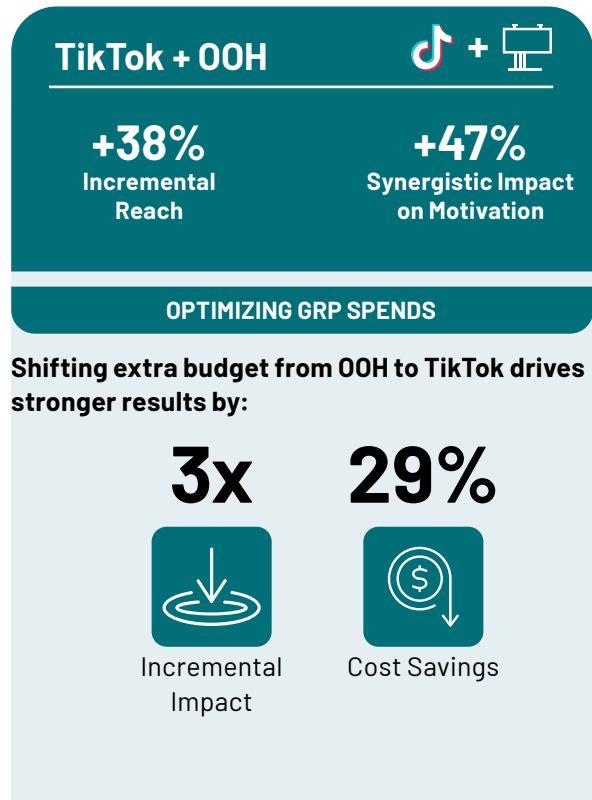 TikTok + OOH
+
+38%
Incremental
Reach
+47%
Synergistic Impact
on Motivation
OPTIMIZING GRP SPENDS
Shifting extra budget from OOH to TikTok drives
stronger results by:
3x
29%
$
Incremental
Impact
Cost Savings